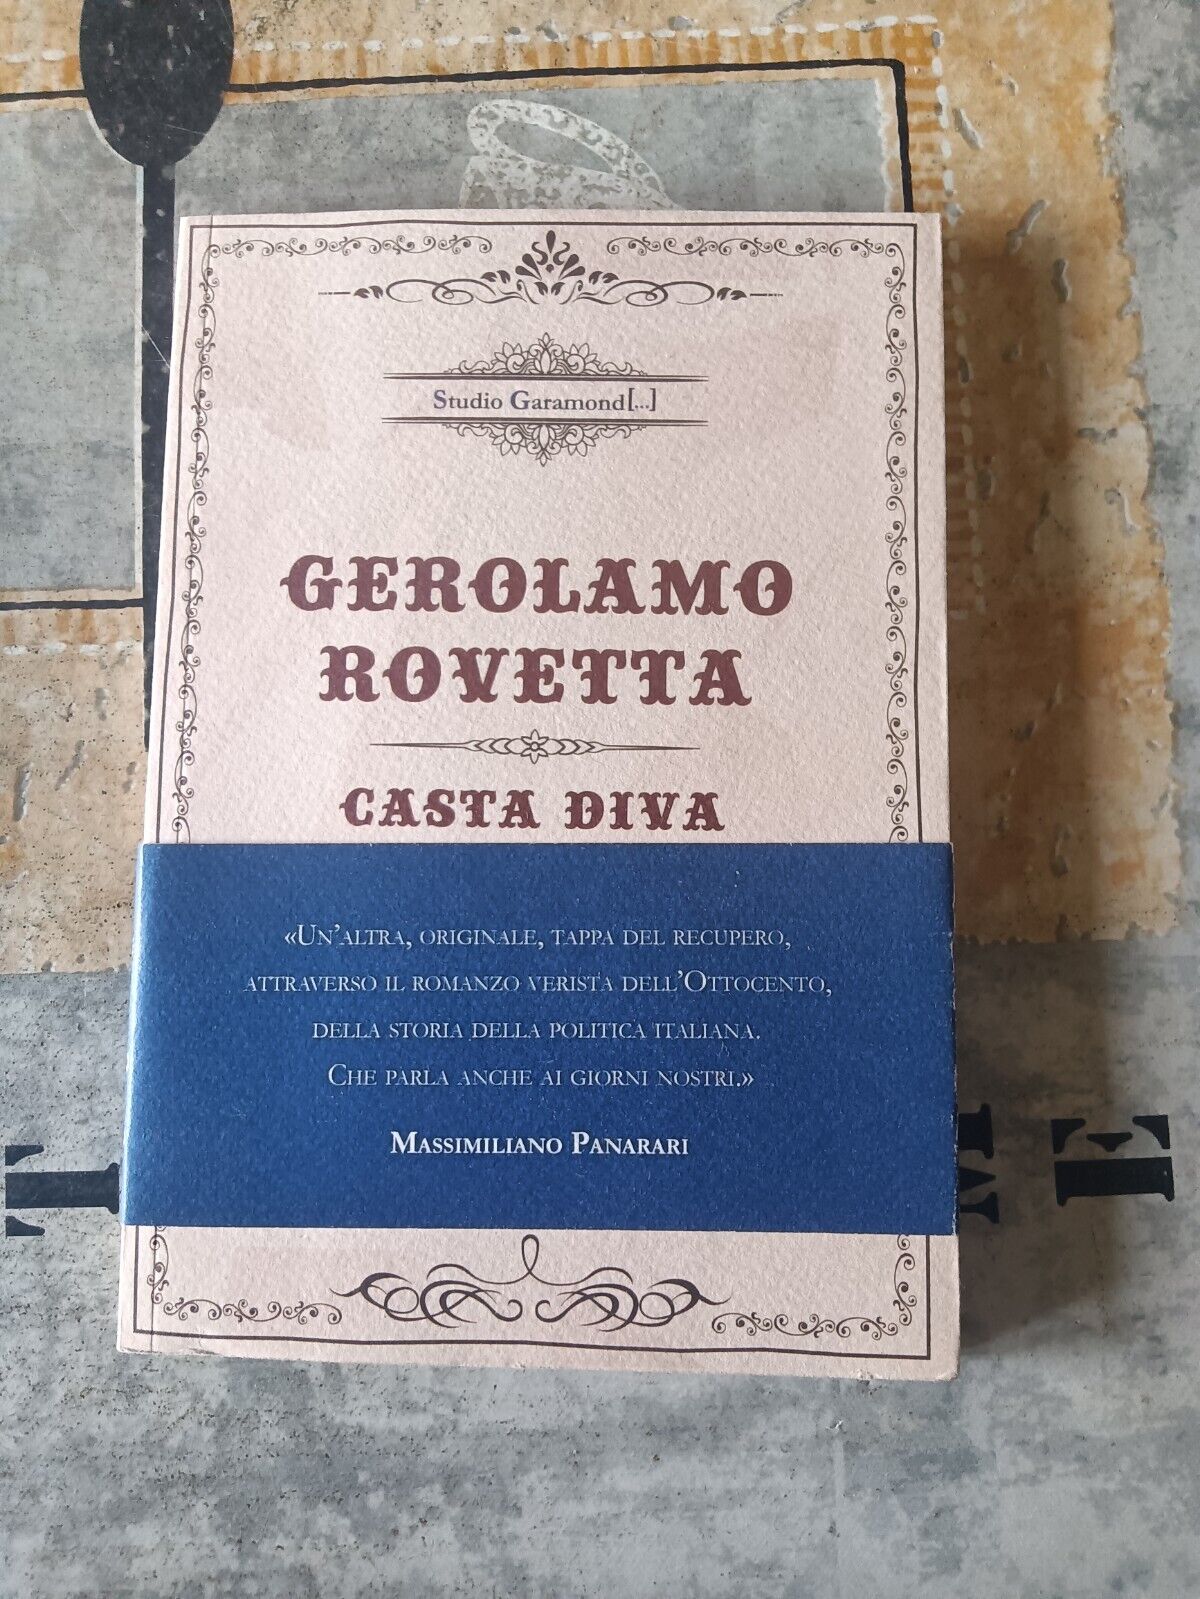 Studio Garamond[...]
GEROLAMO
ROVETTA
CASTA DIVA
«Un'altra, originale, tappa del recupero,
attraverso il romanzo verista dell'Ottocento,
della storia della politica italiana.
Che parla anche ai giorni nostri.»
Massimiliano Panarari
T
E